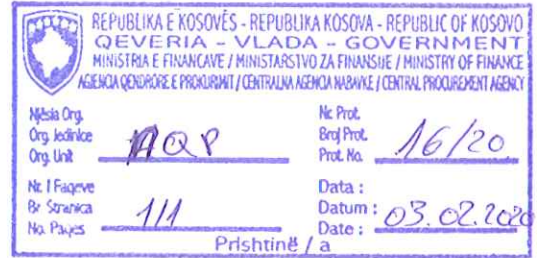 REPUBLIKA E KOSOVËS - REPUBLIKA KOSOVA - REPUBLIC OF KOSOVO
QEVERIA - VLADA - GOVERNMENT
MINISTRIA E FINANCAVE / MINISTARSTVO ZA FINANSIJE / MINISTRY OF FINANCE
AGJENCIA QENDRORE E PROKURIMIT / CENTRALNA AGENCIJA NABAVKE / CENTRAL PROCUREMENT AGENCY
Njësia Org.
Org. Jedinice
Org. Unit AQP
Nr. Prot.
Broj Prot.
Prot. No. 16/20
Nr. I Faqeve
Br Stranica
No. Pages 1/1
Data :
Datum :
Date : 03.02.2020
Prishtinë / a